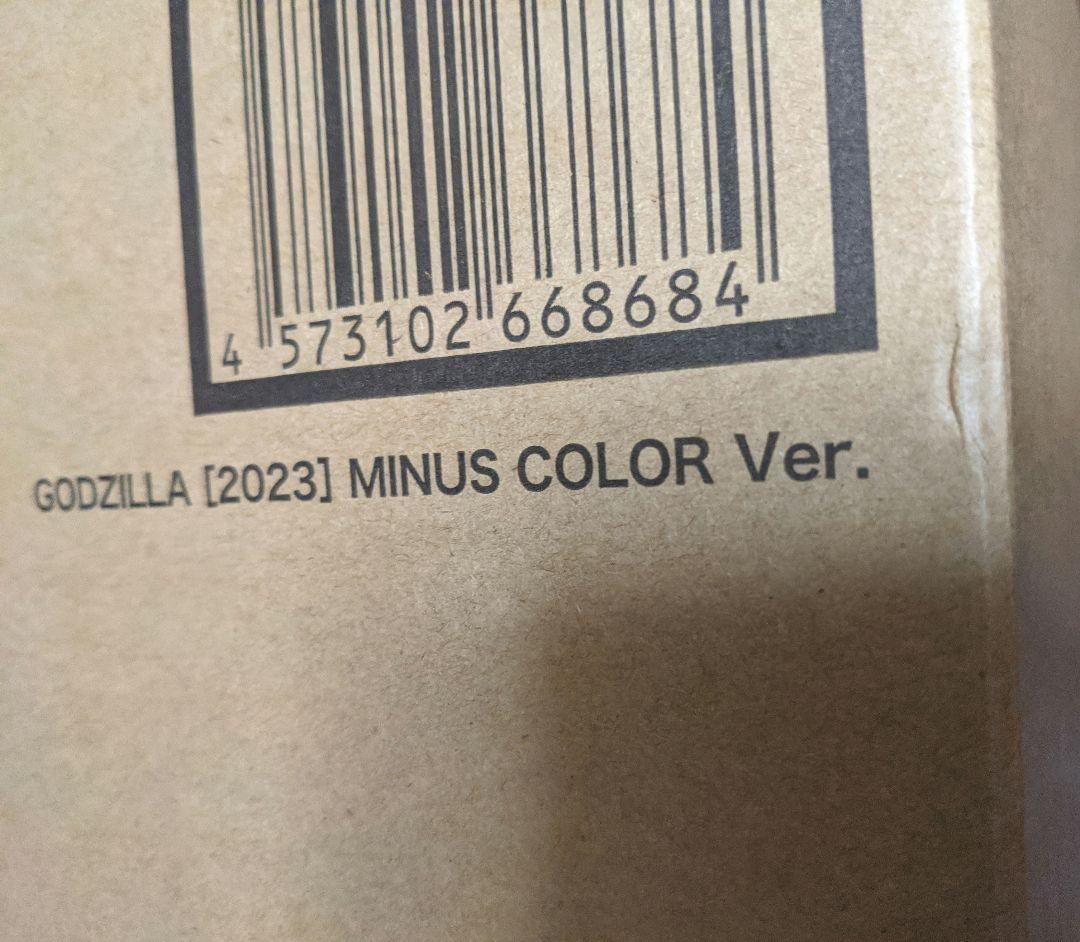 4 573102 668684
GODZILLA [2023] MINUS COLOR Ver.